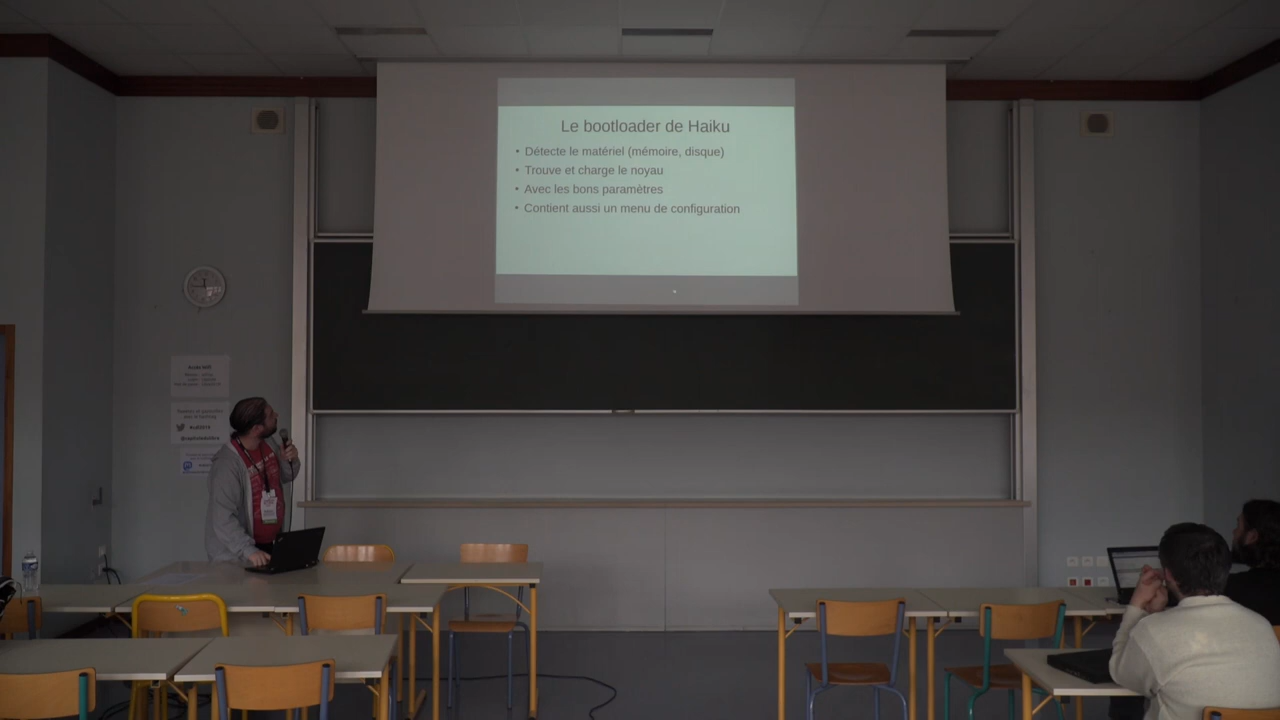 Le bootloader de Haiku
• Détecte le matériel (mémoire, disque)
• Trouve et charge le noyau
• Avec les bons paramètres
• Contient aussi un menu de configuration
@capitoledulibre